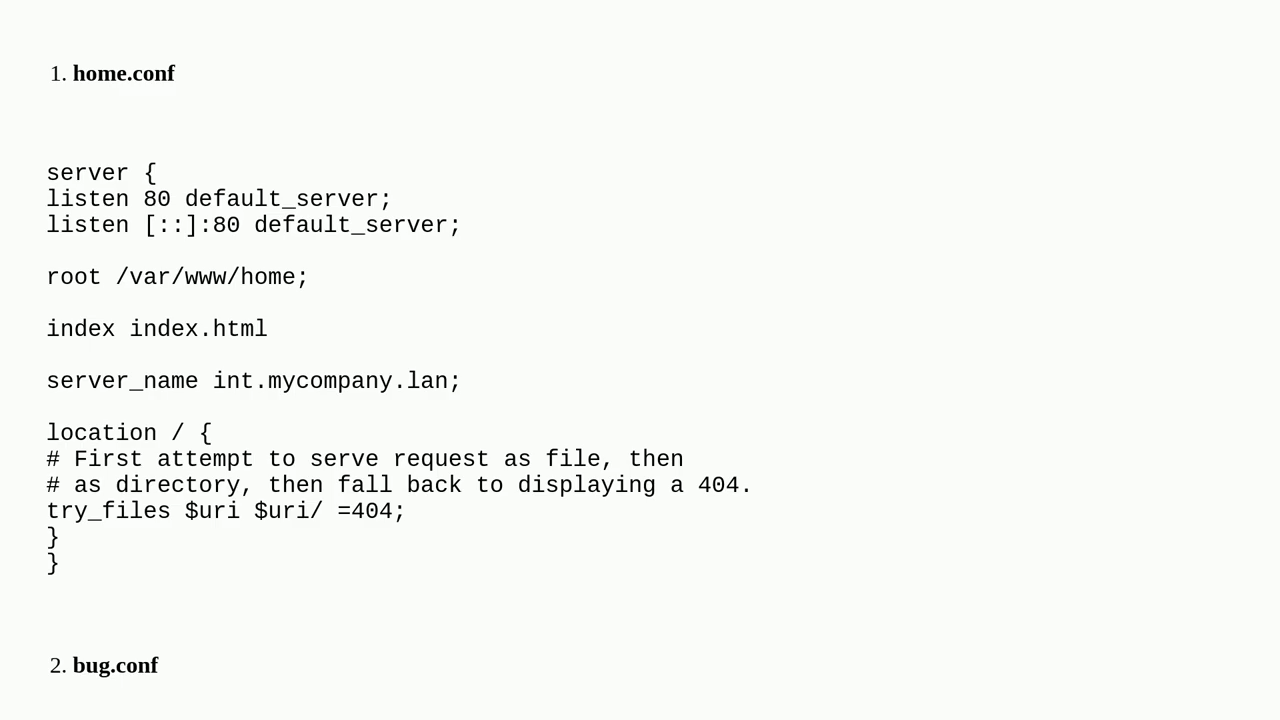 1. home.conf
server {
listen 80 default_server;
listen [::]:80 default_server;
root /var/www/home;
index index.html
server_name int.mycompany.lan;
location / {
# First attempt to serve request as file, then
# as directory, then fall back to displaying a 404.
try_files $uri $uri/ =404;
}
}
2. bug.conf